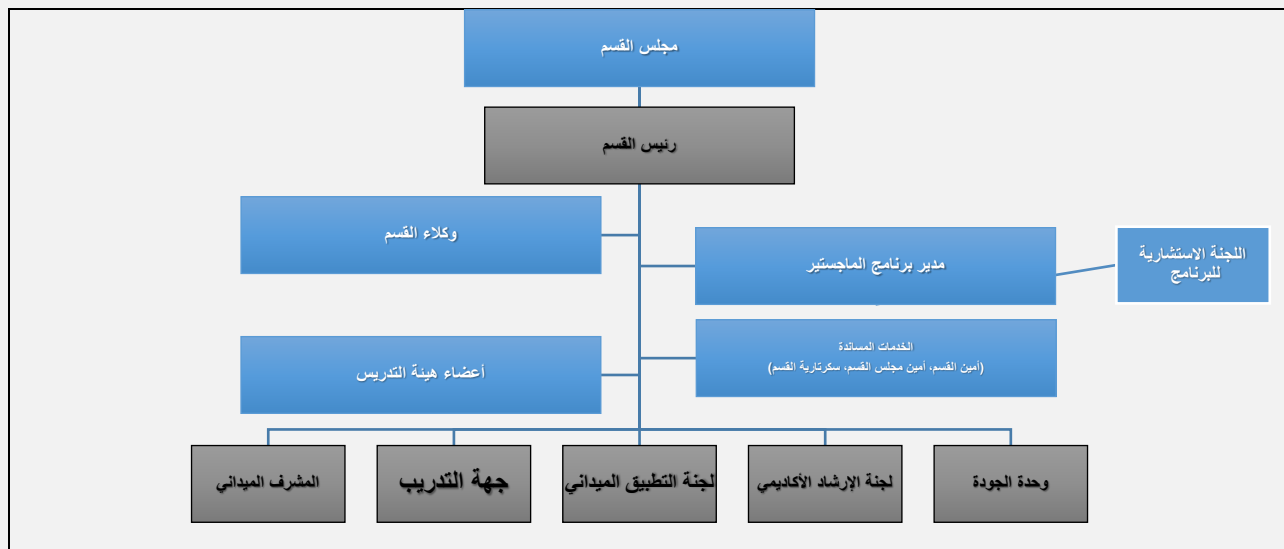 مجلس القسم
رئيس القسم
وكلاء القسم
مدير برنامج الماجستير
اللجنة الاستشارية
للبرنامج
الخدمات المساندة
(أمين القسم، أمين مجلس القسم، سكرتارية القسم)
أعضاء هيئة التدريس
وحدة الجودة
لجنة الإرشاد الأكاديمي
لجنة التطبيق الميداني
جهة التدريب
المشرف الميداني